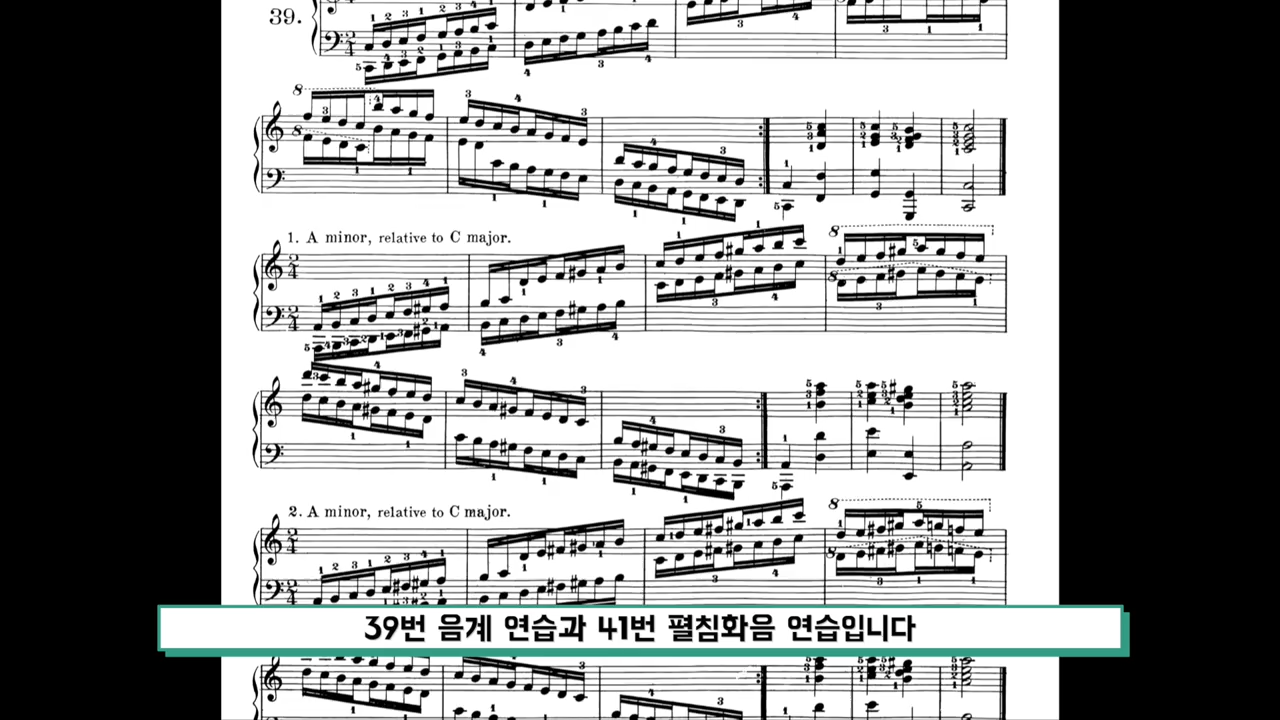 39.
1. A minor, relative to C major.
2. A minor, relative to C major.
39번 음계 연습과 41번 펼침화음 연습입니다